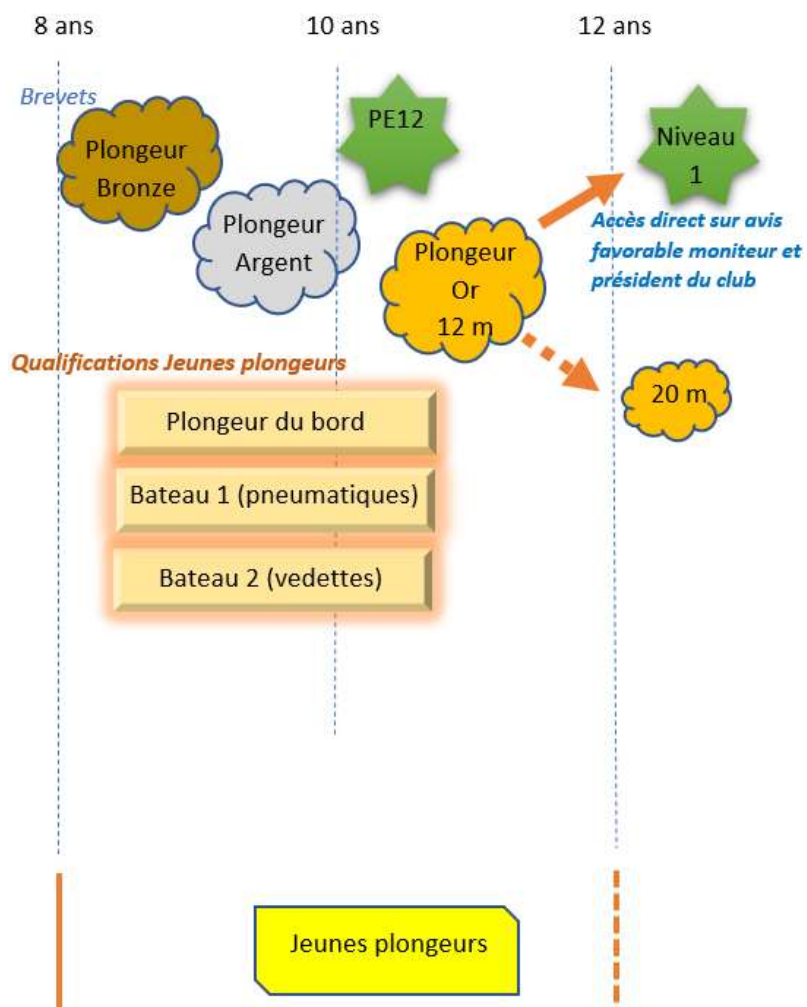 8 ans
10 ans
12 ans
Brevets
Plongeur
Bronze
PE12
Niveau
1
Plongeur
Argent
Plongeur
Or
12 m
Accès direct sur avis
favorable moniteur et
président du club
Qualifications Jeunes plongeurs
20 m
Plongeur du bord
Bateau 1 (pneumatiques)
Bateau 2 (vedettes)
Jeunes plongeurs